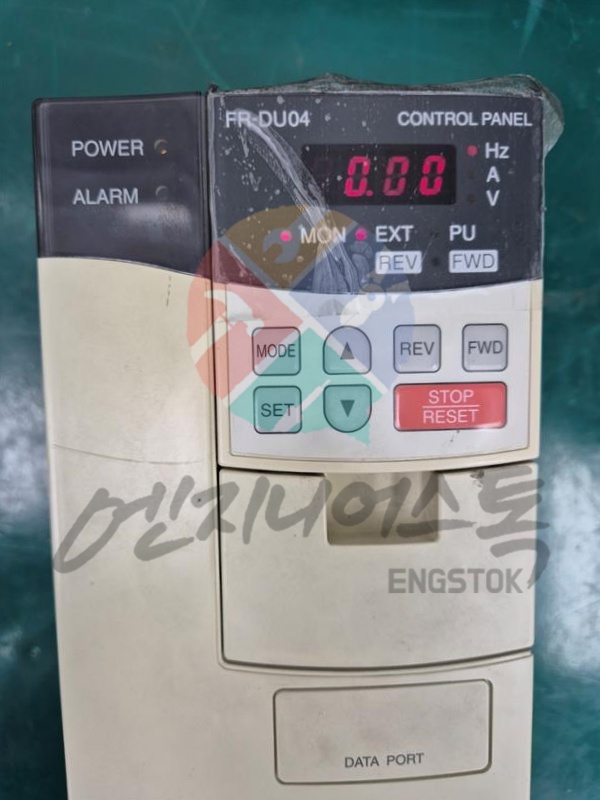 FR-DU04 CONTROL PANEL
POWER
ALARM
0.00
Hz
A
V
MON EXT PU
REV FWD
MODE ▲ REV FWD
SET ▼ STOP
RESET
엔지니어스톡
ENGSTOK
DATA PORT